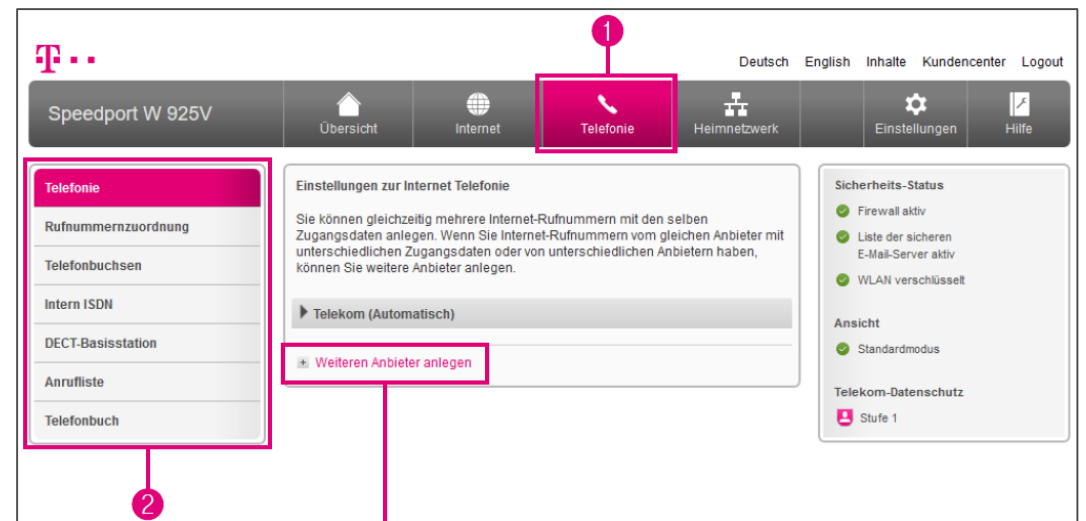 1
T
Deutsch English Inhalte Kundencenter Logout
Speedport W 925V
Übersicht
Internet
Telefonie
Heimnetzwerk
Einstellungen
Hilfe
Telefonie
Rufnummernzuordnung
Telefonbuchsen
Intern ISDN
DECT-Basisstation
Anrufliste
Telefonbuch
2
Einstellungen zur Internet Telefonie
Sie können gleichzeitig mehrere Internet-Rufnummern mit den selben
Zugangsdaten anlegen. Wenn Sie Internet-Rufnummern vom gleichen Anbieter mit
unterschiedlichen Zugangsdaten oder von unterschiedlichen Anbietern haben,
können Sie weitere Anbieter anlegen.
Telekom (Automatisch)
Weiteren Anbieter anlegen
Sicherheits-Status
Firewall aktiv
Liste der sicheren
E-Mail-Server aktiv
WLAN verschlüsselt
Ansicht
Standardmodus
Telekom-Datenschutz
Stufe 1